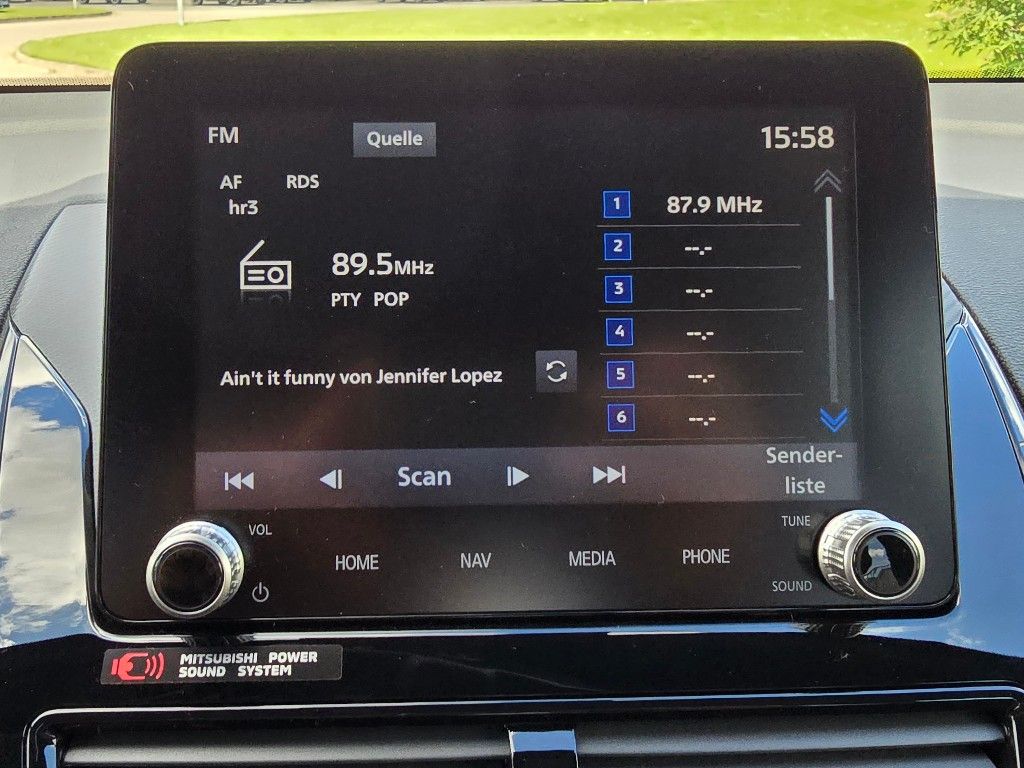 FM
Quelle
15:58
AF RDS
hr3
89.5MHz
PTY POP
Ain't it funny von Jennifer Lopez
1 87.9 MHz
2 --.-
3 --.-
4 --.-
5 --.-
6 --.-
Scan
Sender-
liste
VOL
HOME
NAV
MEDIA
PHONE
TUNE
SOUND
MITSUBISHI POWER
SOUND SYSTEM